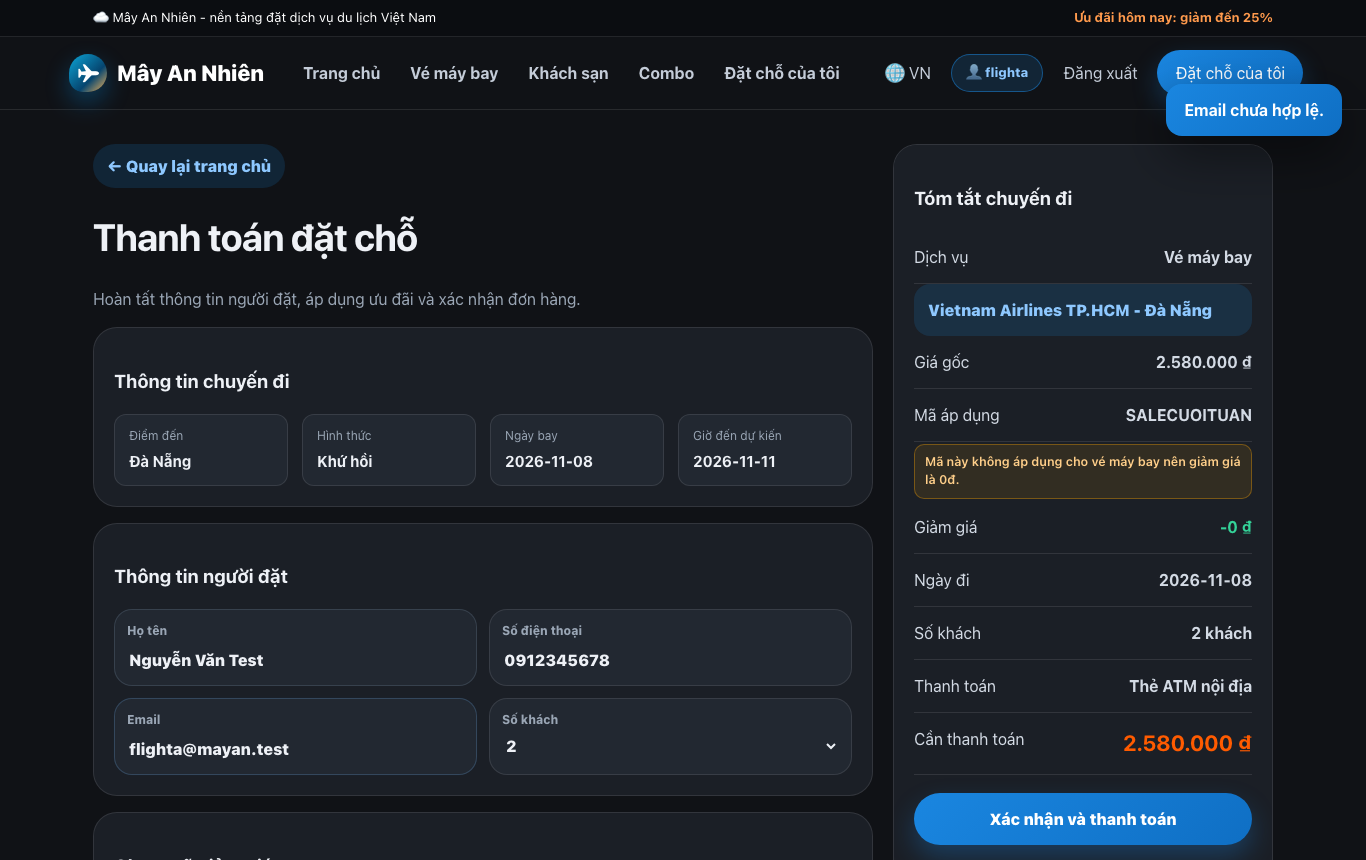 Mây An Nhiên - nền tảng đặt dịch vụ du lịch Việt Nam
Ưu đãi hôm nay: giảm đến 25%
Mây An Nhiên
Trang chủ
Vé máy bay
Khách sạn
Combo
Đặt chỗ của tôi
VN
flighta
Đăng xuất
Đặt chỗ của tôi
Email chưa hợp lệ.
← Quay lại trang chủ
Thanh toán đặt chỗ
Hoàn tất thông tin người đặt, áp dụng ưu đãi và xác nhận đơn hàng.
Thông tin chuyến đi
Điểm đến
Đà Nẵng
Hình thức
Khứ hồi
Ngày bay
2026-11-08
Giờ đến dự kiến
2026-11-11
Thông tin người đặt
Họ tên
Nguyễn Văn Test
Số điện thoại
0912345678
Email
flighta@mayan.test
Số khách
2
Tóm tắt chuyến đi
Dịch vụ
Vé máy bay
Vietnam Airlines TP.HCM - Đà Nẵng
Giá gốc
2.580.000 ₫
Mã áp dụng
SALECUOITUAN
Mã này không áp dụng cho vé máy bay nên giảm giá
là 0đ.
Giảm giá
-0 ₫
Ngày đi
2026-11-08
Số khách
2 khách
Thanh toán
Thẻ ATM nội địa
Cần thanh toán
2.580.000 ₫
Xác nhận và thanh toán